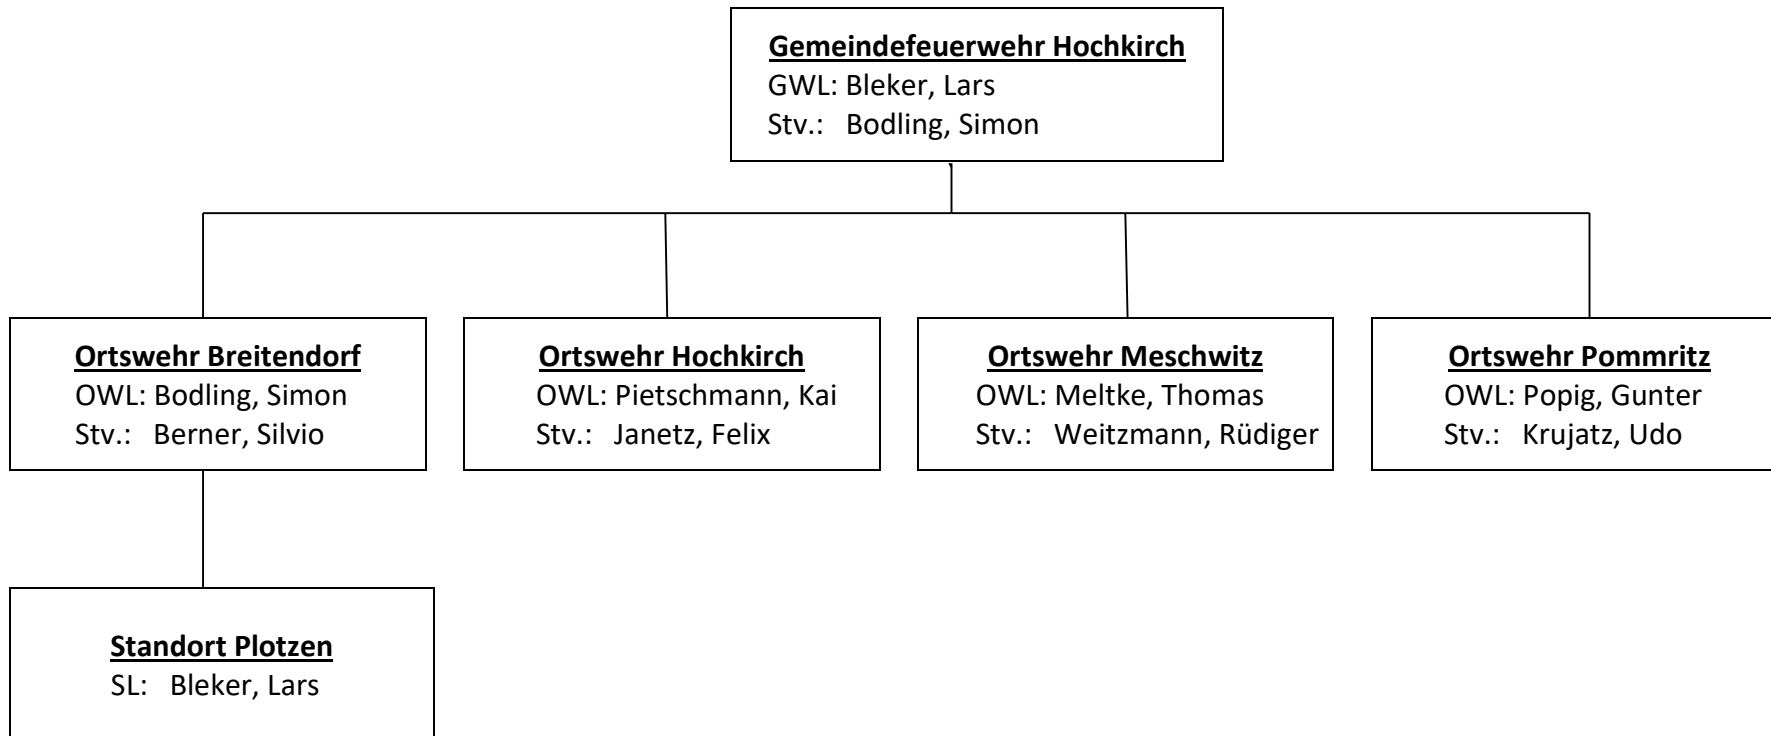 Gemeindefeuerwehr Hochkirch
GWL: Bleker, Lars
Stv.: Bodling, Simon
Ortswehr Breitendorf
OWL: Bodling, Simon
Stv.: Berner, Silvio
Ortswehr Hochkirch
OWL: Pietschmann, Kai
Stv.: Janetz, Felix
Ortswehr Meschwitz
OWL: Meltke, Thomas
Stv.: Weitzmann, Rüdiger
Ortswehr Pommritz
OWL: Popig, Gunter
Stv.: Krujatz, Udo
Standort Plotzen
SL: Bleker, Lars